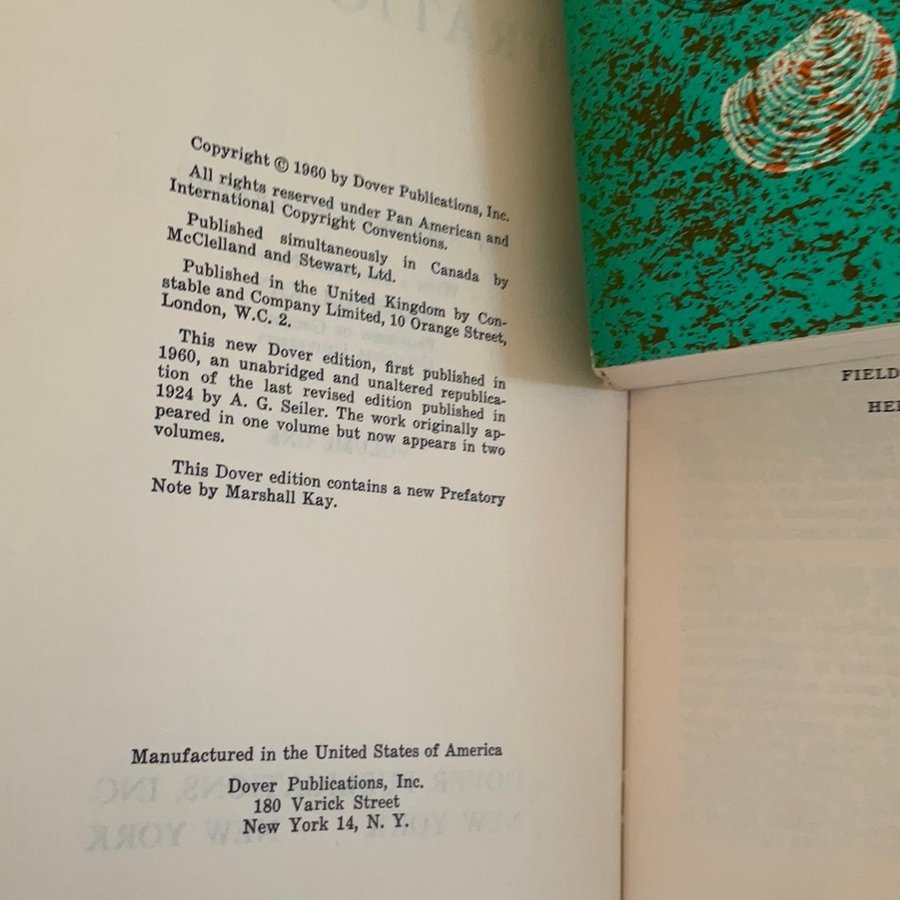 Copyright © 1960 by Dover Publications, Inc.
All rights reserved under Pan American and
International Copyright Conventions.
Published simultaneously in Canada by
McClelland and Stewart, Ltd.
Published in the United Kingdom by Con-
stable and Company Limited, 10 Orange Street,
London, W.C. 2.
This new Dover edition, first published in
1960, an unabridged and unaltered republica-
tion of the last revised edition published in
1924 by A. G. Seiler. The work originally ap-
peared in one volume but now appears in two
volumes.
This Dover edition contains a new Prefatory
Note by Marshall Kay.
Manufactured in the United States of America
Dover Publications, Inc.
180 Varick Street
New York 14, N. Y.
FIELD